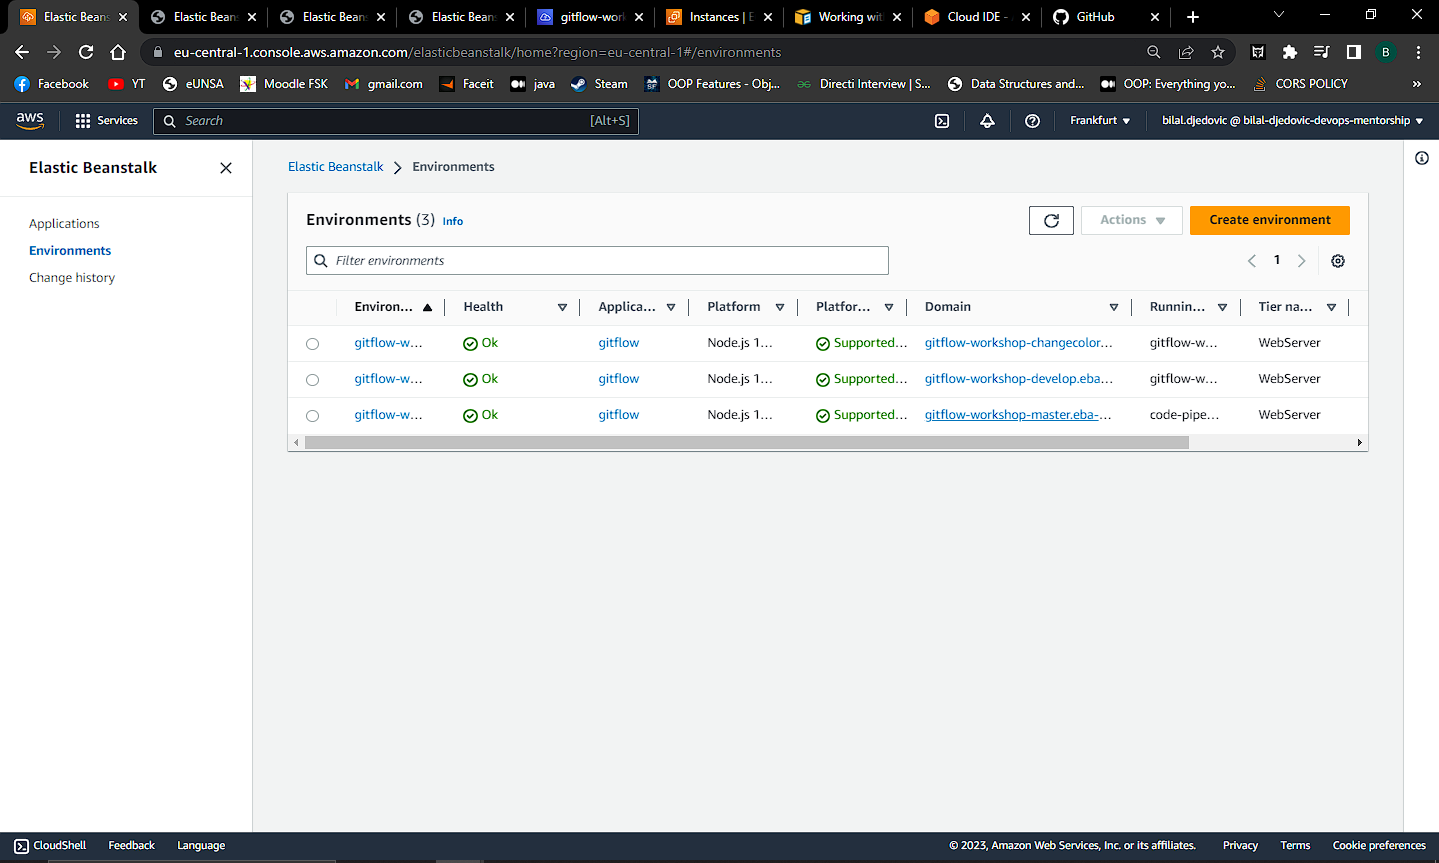 Elastic Beans
Elastic Beans
Elastic Beans
Elastic Beans
gitflow-work
Instances | E
Working wit
Cloud IDE -
GitHub
eu-central-1.console.aws.amazon.com/elasticbeanstalk/home?region=eu-central-1#/environments
B
Facebook
YT
eUNSA
Moodle FSK
gmail.com
Faceit
java
Steam
OOP Features - Obj...
Directi Interview | S...
Data Structures and...
OOP: Everything yo...
CORS POLICY
»
aws
Services
Search
[Alt+S]
Frankfurt
bilal.djedovic @ bilal-djedovic-devops-mentorship
Elastic Beanstalk
Applications
Environments
Change history
Elastic Beanstalk > Environments
Environments (3) Info
Actions
Create environment
Filter environments
1
Environ... Health Applica... Platform Platfor... Domain Runnin... Tier na...
gitflow-w... Ok gitflow Node.js 1... Supported... gitflow-workshop-changecolor... gitflow-w... WebServer
gitflow-w... Ok gitflow Node.js 1... Supported... gitflow-workshop-develop.eba... gitflow-w... WebServer
gitflow-w... Ok gitflow Node.js 1... Supported... gitflow-workshop-master.eba-... code-pipe... WebServer
CloudShell Feedback Language © 2023, Amazon Web Services, Inc. or its affiliates. Privacy Terms Cookie preferences